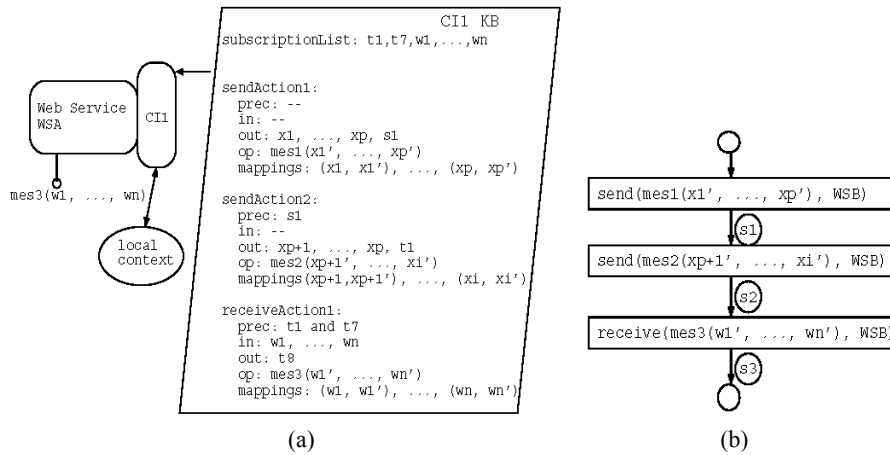 CI1 KB
subscriptionList: t1,t7,w1,...,wn
sendAction1:
prec: --
in: --
out: x1, ..., xp, s1
op: mes1(x1', ..., xp')
mappings: (x1, x1'), ..., (xp, xp')
sendAction2:
prec: s1
in: --
out: xp+1, ..., xp, t1
op: mes2(xp+1', ..., xi')
mappings(xp+1,xp+1'), ..., (xi, xi')
receiveAction1:
prec: t1 and t7
in: w1, ..., wn
out: t8
op: mes3(w1', ..., wn')
mappings: (w1, w1'), ..., (wn, wn')
Web Service
WSA
CI1
mes3(w1, ..., wn)
local
context
(a)
send(mes1(x1', ..., xp'), WSB)
s1
send(mes2(xp+1', ..., xi'), WSB)
s2
receive(mes3(w1', ..., wn'), WSB)
s3
(b)